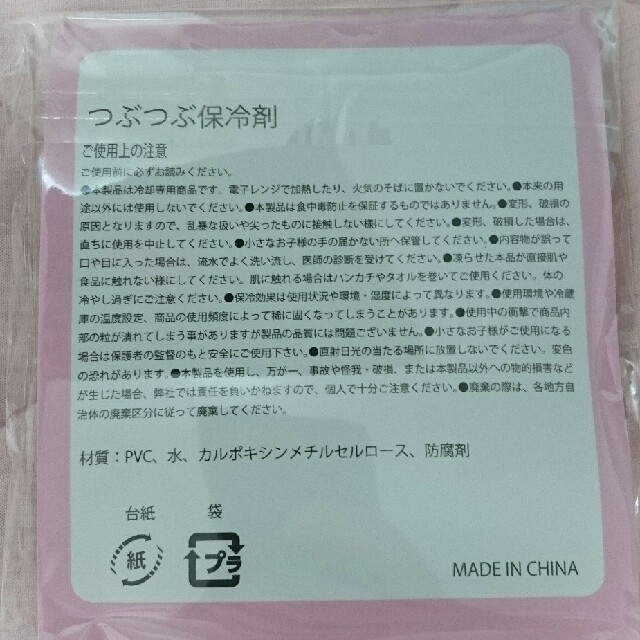 つぶつぶ保冷剤
ご使用上の注意
ご使用前に必ずお読みください。
●本製品は冷却専用商品です。電子レンジで加熱したり、火気のそばに置かないでください。●本来の用
途以外には使用しないでください。●本製品は食中毒防止を保証するものではありません。●変形、破損の
原因となりますので、乱暴な扱いや尖ったものに接触しない様にしてください。●変形、破損した場合は、
直ちに使用を中止してください。●小さなお子様の手の届かない所へ保管してください。●内容物が誤って
口や目に入った場合は、流水でよく洗い流し、医師の診断を受けてください。●凍らせた本品が直接肌や
食品に触れない様にしてください。肌に触れる場合はハンカチやタオルを巻いてご使用ください。体の
冷やし過ぎにご注意ください。●保冷効果は使用状況や環境・温度によって異なります。●使用環境や冷蔵
庫の温度設定、商品の使用頻度によって稀に固くなってしまうことがあります。●使用中の衝撃で商品内
部の粒が潰れてしまう事がありますが製品の品質には問題ございません。●小さなお子様がご使用になる
場合は保護者の監督のもと安全にご使用下さい。●直射日光の当たる場所に放置しないでください。変色
の恐れがあります。●本製品を使用し、万が一、事故や怪我・破損、または本製品以外への物的損害など
が生じた場合、弊社では責任を負いかねますので、個人で十分ご注意ください。●廃棄の際は、各地方自
治体の廃棄区分に従って廃棄してください。
材質：PVC、水、カルボキシンメチルセルロース、防腐剤
台紙 袋
紙 プラ
MADE IN CHINA